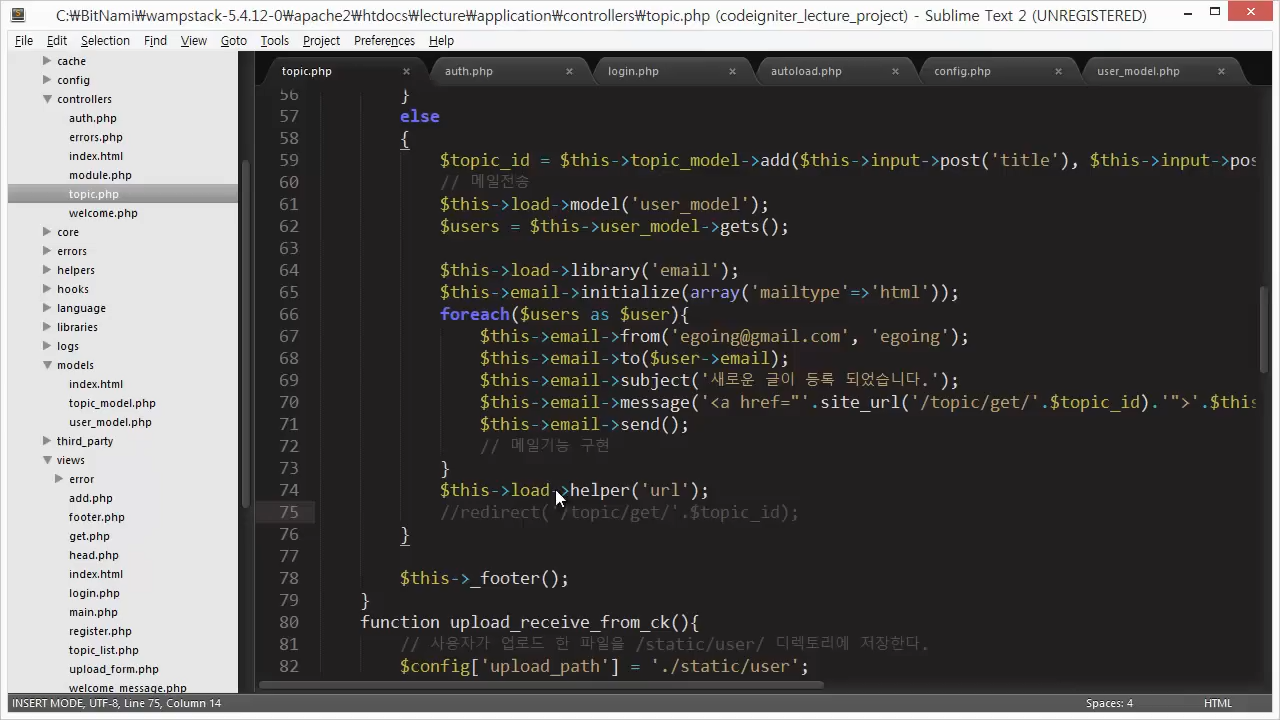 C:₩BitNami₩wampstack-5.4.12-0₩apache2₩htdocs₩lecture₩application₩controllers₩topic.php (codeigniter_lecture_project) - Sublime Text 2 (UNREGISTERED)
File Edit Selection Find View Goto Tools Project Preferences Help
cache
config
controllers
auth.php
errors.php
index.html
module.php
topic.php
welcome.php
core
errors
helpers
hooks
language
libraries
logs
models
index.html
topic_model.php
user_model.php
third_party
views
error
add.php
footer.php
get.php
head.php
index.html
login.php
main.php
register.php
topic_list.php
upload_form.php
welcome_message.php
topic.php auth.php login.php autoload.php config.php user_model.php
56 }
57 else
58 {
59 $topic_id = $this->topic_model->add($this->input->post('title'), $this->input->pos
60 // 메일전송
61 $this->load->model('user_model');
62 $users = $this->user_model->gets();
63
64 $this->load->library('email');
65 $this->email->initialize(array('mailtype'=>'html'));
66 foreach($users as $user){
67 $this->email->from('egoing@gmail.com', 'egoing');
68 $this->email->to($user->email);
69 $this->email->subject('새로운 글이 등록 되었습니다.');
70 $this->email->message('<a href="'.site_url('/topic/get/'.$topic_id).'">'.$this
71 $this->email->send();
72 // 메일기능 구현
73 }
74 $this->load->helper('url');
75 //redirect('/topic/get/'.$topic_id);
76 }
77
78 $this->_footer();
79 }
80 function upload_receive_from_ck(){
81 // 사용자가 업로드 한 파일을 /static/user/ 디렉토리에 저장한다.
82 $config['upload_path'] = './static/user';
INSERT MODE, UTF-8, Line 75, Column 14 Spaces: 4 HTML